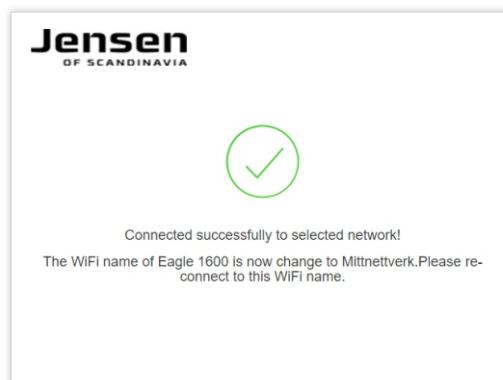 Jensen
OF SCANDINAVIA
Connected successfully to selected network!
The WiFi name of Eagle 1600 is now change to Mittnettverk.Please re-
connect to this WiFi name.